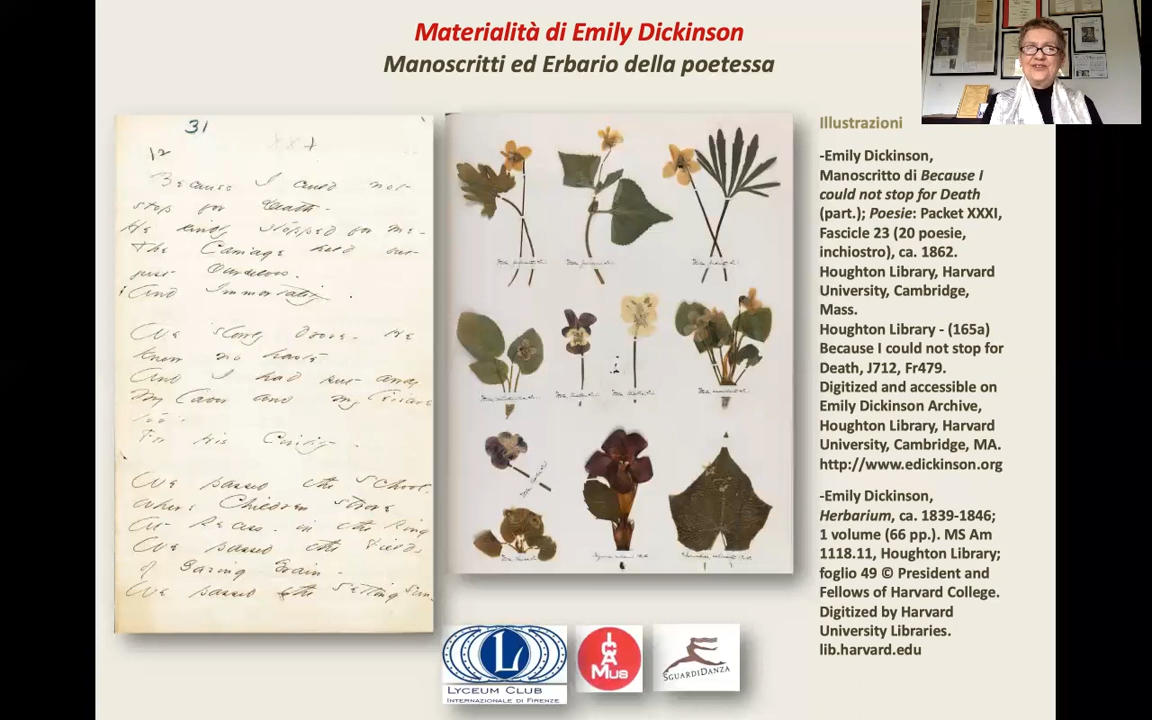 Materialità di Emily Dickinson
Manoscritti ed Erbario della poetessa
31
12
Because I could not
stop for Death -
He kindly stopped for me -
The Carriage held but
just Ourselves -
And Immortality .
We slowly drove - He
knew no haste
And I had put away
My labor and my leisure
too -
For His Civility -
We passed the School,
where Children strove
At Recess - in the Ring
We passed the Fields
of Gazing Grain -
We passed the Setting Sun
Illustrazioni
-Emily Dickinson,
Manoscritto di Because I
could not stop for Death
(part.); Poesie: Packet XXXI,
Fascicle 23 (20 poesie,
inchiostro), ca. 1862.
Houghton Library, Harvard
University, Cambridge,
Mass.
Houghton Library - (165a)
Because I could not stop for
Death, J712, Fr479.
Digitized and accessible on
Emily Dickinson Archive,
Houghton Library, Harvard
University, Cambridge, MA.
http://www.edickinson.org
-Emily Dickinson,
Herbarium, ca. 1839-1846;
1 volume (66 pp.). MS Am
1118.11, Houghton Library;
foglio 49 © President and
Fellows of Harvard College.
Digitized by Harvard
University Libraries.
lib.harvard.edu
L
LYCEUM CLUB
INTERNAZIONALE DI FIRENZE
ICAMus
SGUARDIDANZA